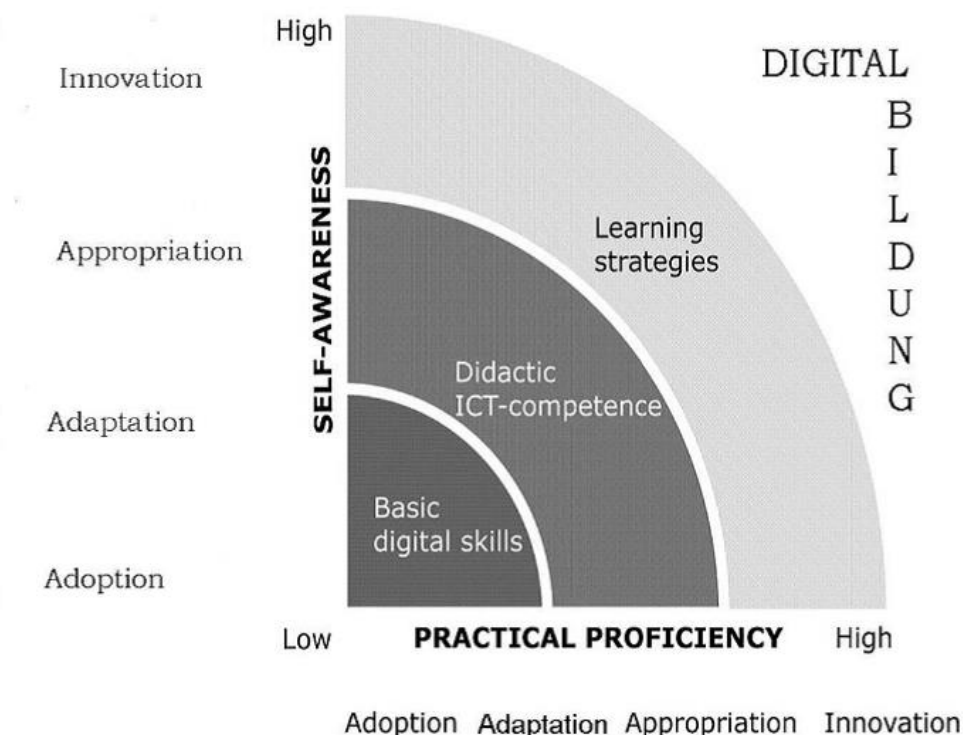 High
Innovation
DIGITAL
BILDUNG
SELF-AWARENESS
Appropriation
Learning
strategies
Didactic
ICT-competence
Adaptation
Basic
digital skills
Adoption
Low
PRACTICAL PROFICIENCY
High
Adoption
Adaptation
Appropriation
Innovation